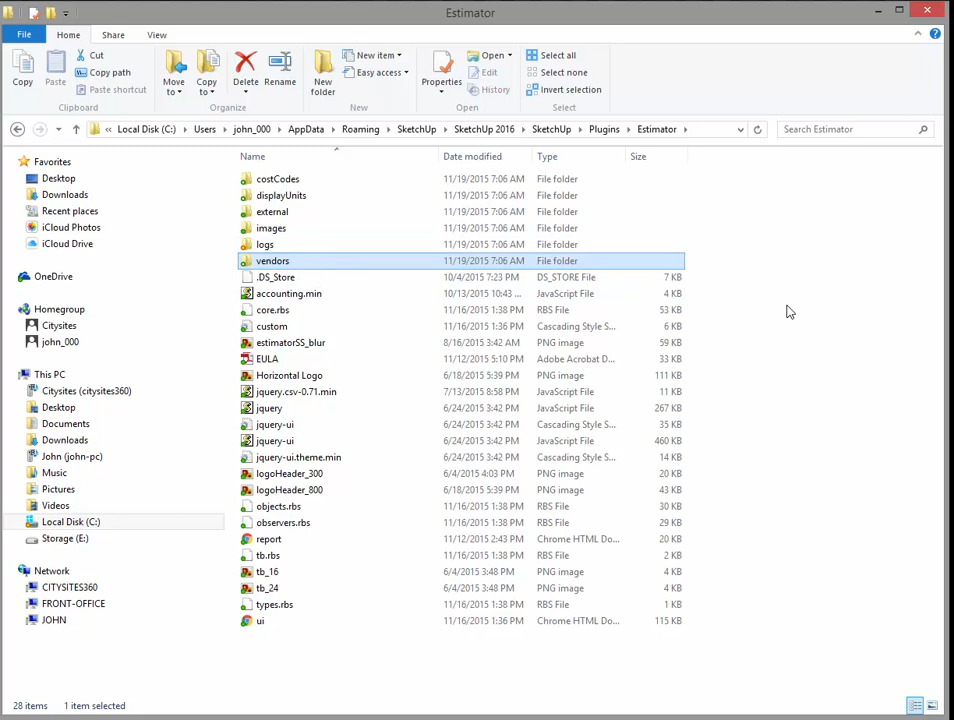 Estimator
File Home Share View
Copy Paste Cut Copy path Paste shortcut
Move to Copy to Delete Rename
New folder New item Easy access
Properties Open Edit History
Select all Select none Invert selection
Clipboard Organize New Open Select
« Local Disk (C:) Users john_000 AppData Roaming SketchUp SketchUp 2016 SketchUp Plugins Estimator Search Estimator
Name Date modified Type Size
Favorites
Desktop
Downloads
Recent places
iCloud Photos
iCloud Drive
OneDrive
Homegroup
Citysites
john_000
This PC
Citysites (citysites360)
Desktop
Documents
Downloads
John (john-pc)
Music
Pictures
Videos
Local Disk (C:)
Storage (E:)
Network
CITYSITES360
FRONT-OFFICE
JOHN
costCodes 11/19/2015 7:06 AM File folder
displayUnits 11/19/2015 7:06 AM File folder
external 11/19/2015 7:06 AM File folder
images 11/19/2015 7:06 AM File folder
logs 11/19/2015 7:06 AM File folder
vendors 11/19/2015 7:06 AM File folder
.DS_Store 10/4/2015 7:23 PM DS_STORE File 7 KB
accounting.min 10/13/2015 10:43 ... JavaScript File 4 KB
core.rbs 11/16/2015 1:38 PM RBS File 53 KB
custom 11/16/2015 1:36 PM Cascading Style S... 6 KB
estimatorSS_blur 8/16/2015 3:42 AM PNG image 59 KB
EULA 11/12/2015 5:10 PM Adobe Acrobat D... 33 KB
Horizontal Logo 6/18/2015 5:39 PM PNG image 111 KB
jquery.csv-0.71.min 7/13/2015 8:58 PM JavaScript File 11 KB
jquery 6/24/2015 3:42 PM JavaScript File 267 KB
jquery-ui 6/24/2015 3:42 PM Cascading Style S... 35 KB
jquery-ui 6/24/2015 3:42 PM JavaScript File 460 KB
jquery-ui.theme.min 6/24/2015 3:42 PM Cascading Style S... 14 KB
logoHeader_300 6/4/2015 4:03 PM PNG image 20 KB
logoHeader_800 6/18/2015 5:39 PM PNG image 43 KB
objects.rbs 11/16/2015 1:38 PM RBS File 30 KB
observers.rbs 11/16/2015 1:38 PM RBS File 29 KB
report 11/12/2015 2:43 PM Chrome HTML Do... 20 KB
tb.rbs 11/16/2015 1:38 PM RBS File 2 KB
tb_16 6/4/2015 3:48 PM PNG image 4 KB
tb_24 6/4/2015 3:48 PM PNG image 4 KB
types.rbs 11/16/2015 1:38 PM RBS File 1 KB
ui 11/16/2015 1:36 PM Chrome HTML Do... 115 KB
28 items 1 item selected